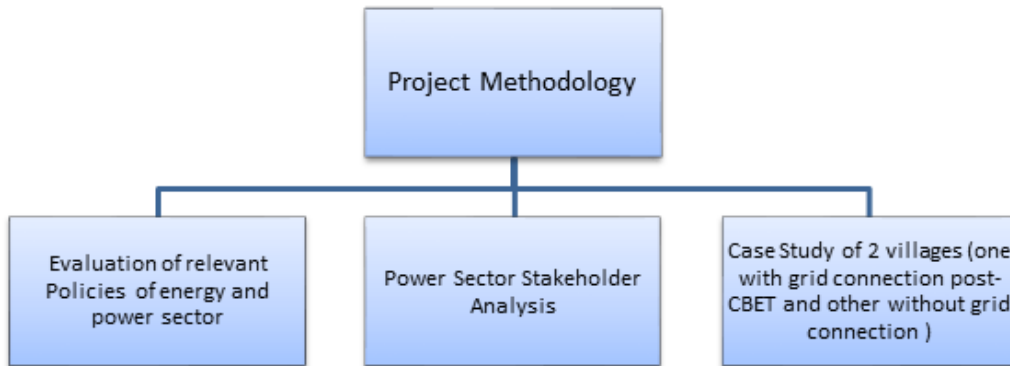 Project Methodology
Evaluation of relevant
Policies of energy and
power sector
Power Sector Stakeholder
Analysis
Case Study of 2 villages (one
with grid connection post-
CBET and other without grid
connection )